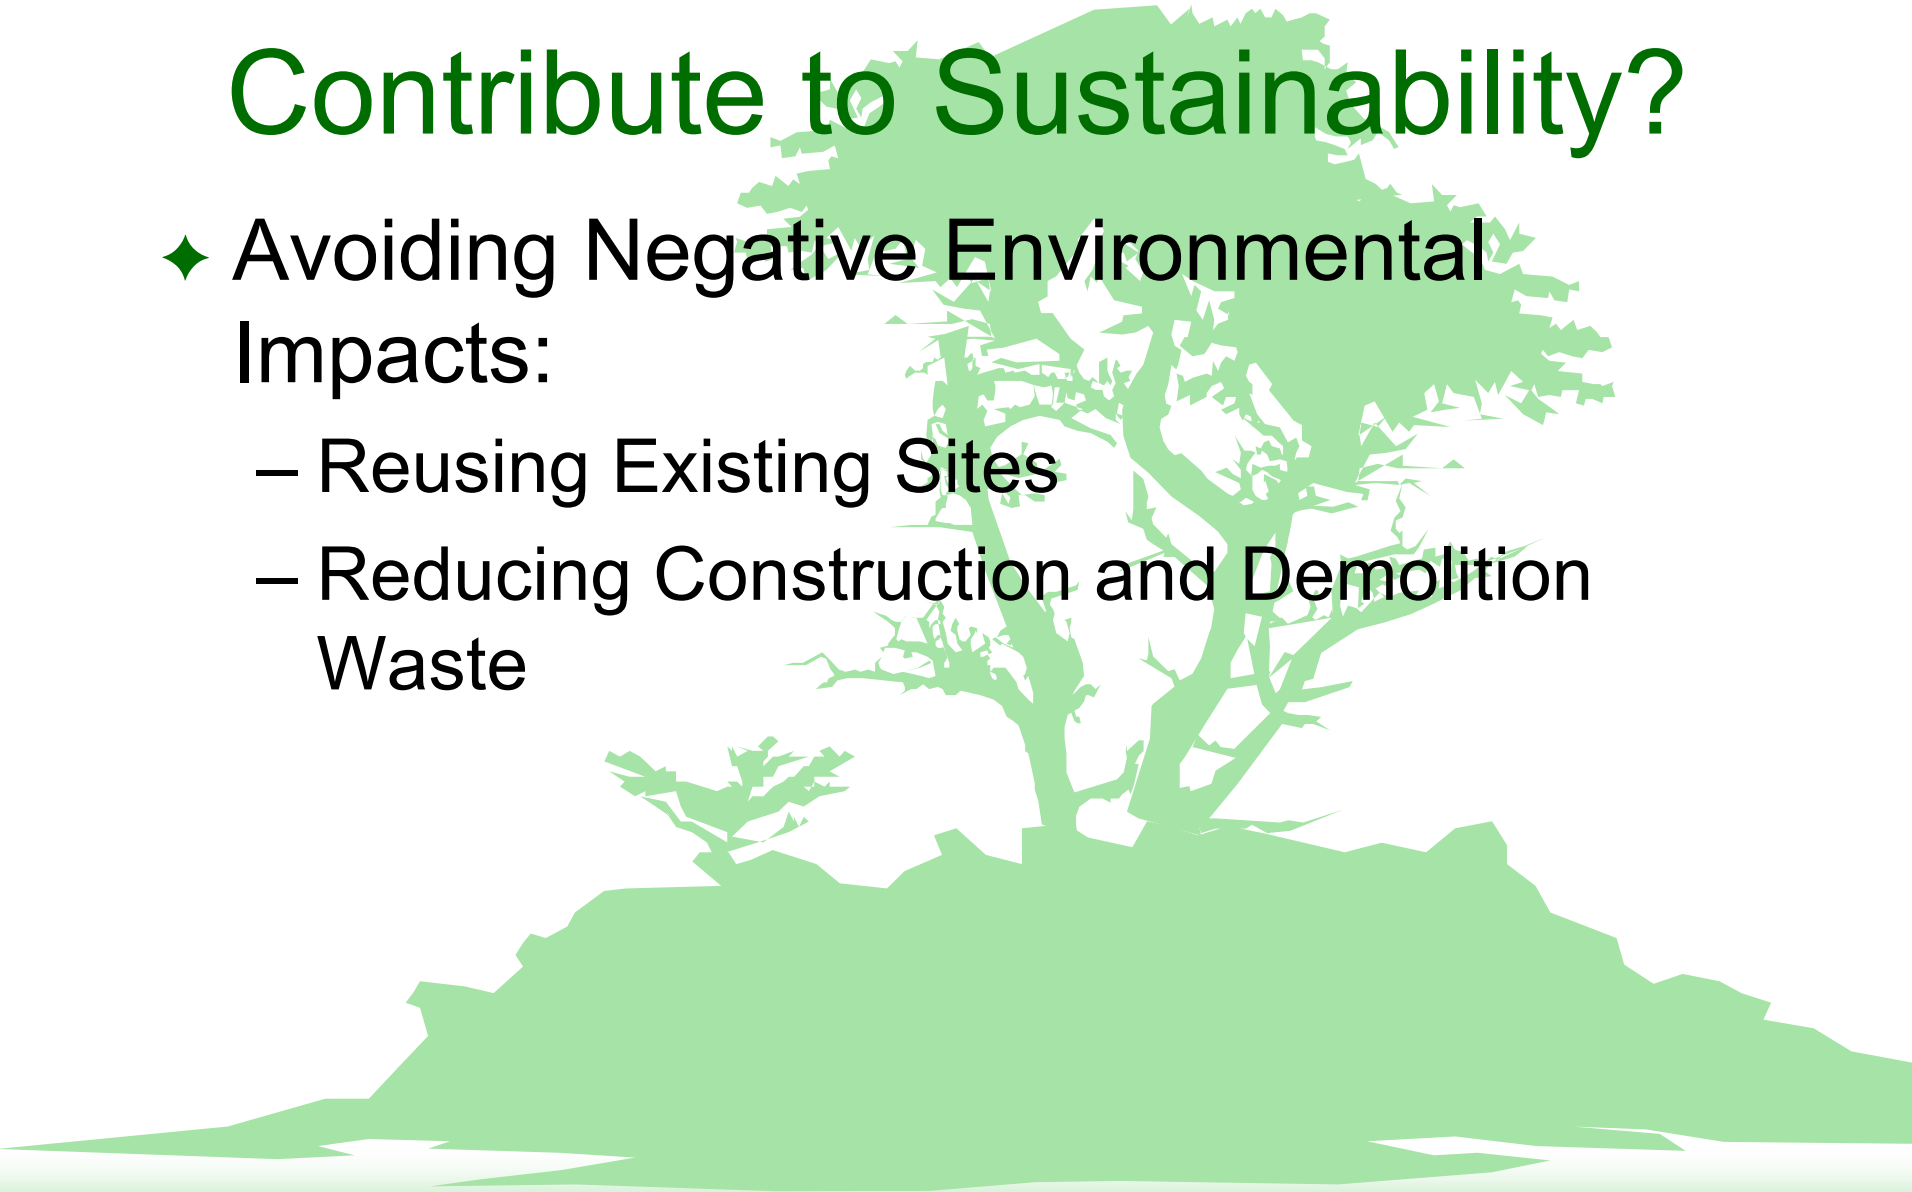 Contribute to Sustainability?
✦ Avoiding Negative Environmental
Impacts:
– Reusing Existing Sites
– Reducing Construction and Demolition
Waste